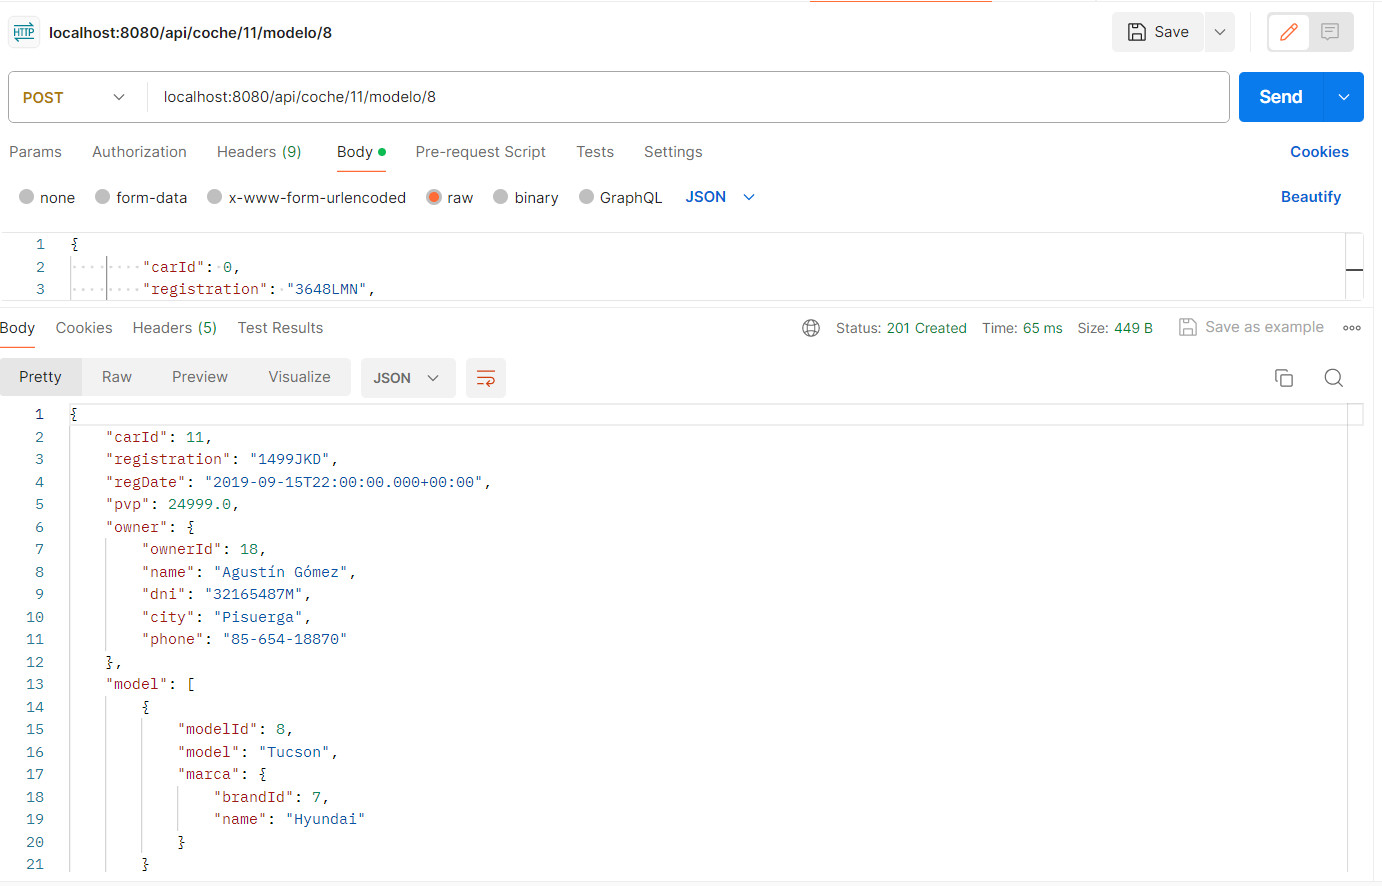 HTTP localhost:8080/api/coche/11/modelo/8 Save
POST localhost:8080/api/coche/11/modelo/8 Send
Params Authorization Headers (9) Body Pre-request Script Tests Settings Cookies
none form-data x-www-form-urlencoded raw binary GraphQL JSON Beautify
1 {
2 "carId": 0,
3 "registration": "3648LMN",
Body Cookies Headers (5) Test Results Status: 201 Created Time: 65 ms Size: 449 B Save as example
Pretty Raw Preview Visualize JSON
1 {
2 "carId": 11,
3 "registration": "1499JKD",
4 "regDate": "2019-09-15T22:00:00.000+00:00",
5 "pvp": 24999.0,
6 "owner": {
7 "ownerId": 18,
8 "name": "Agustín Gómez",
9 "dni": "32165487M",
10 "city": "Pisuerga",
11 "phone": "85-654-18870"
12 },
13 "model": [
14 {
15 "modelId": 8,
16 "model": "Tucson",
17 "marca": {
18 "brandId": 7,
19 "name": "Hyundai"
20 }
21 }